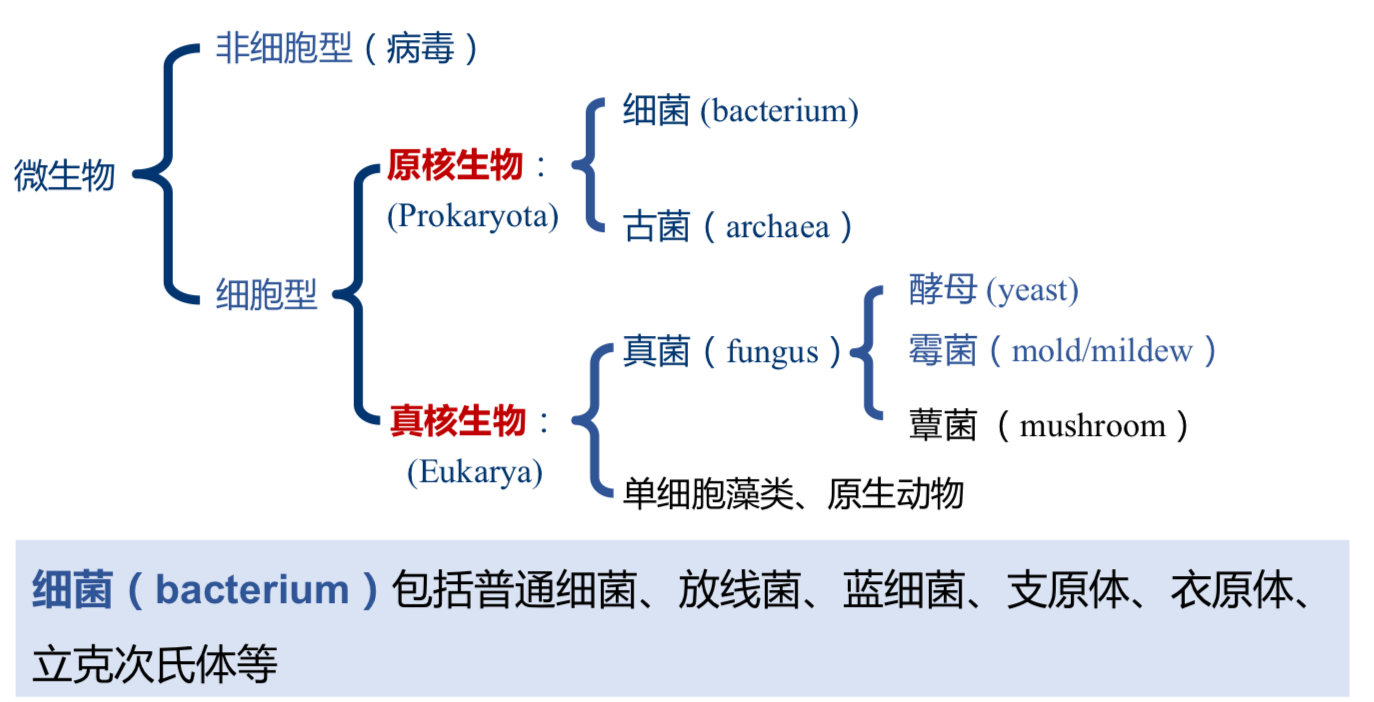 非细胞型（病毒）
细菌 (bacterium)
原核生物：
微生物
(Prokaryota)
古菌（archaea）
细胞型
酵母 (yeast)
真菌（fungus）
霉菌（mold/mildew）
真核生物：
蕈菌（mushroom）
(Eukarya)
单细胞藻类、原生动物
细菌（bacterium）包括普通细菌、放线菌、蓝细菌、支原体、衣原体、
立克次氏体等